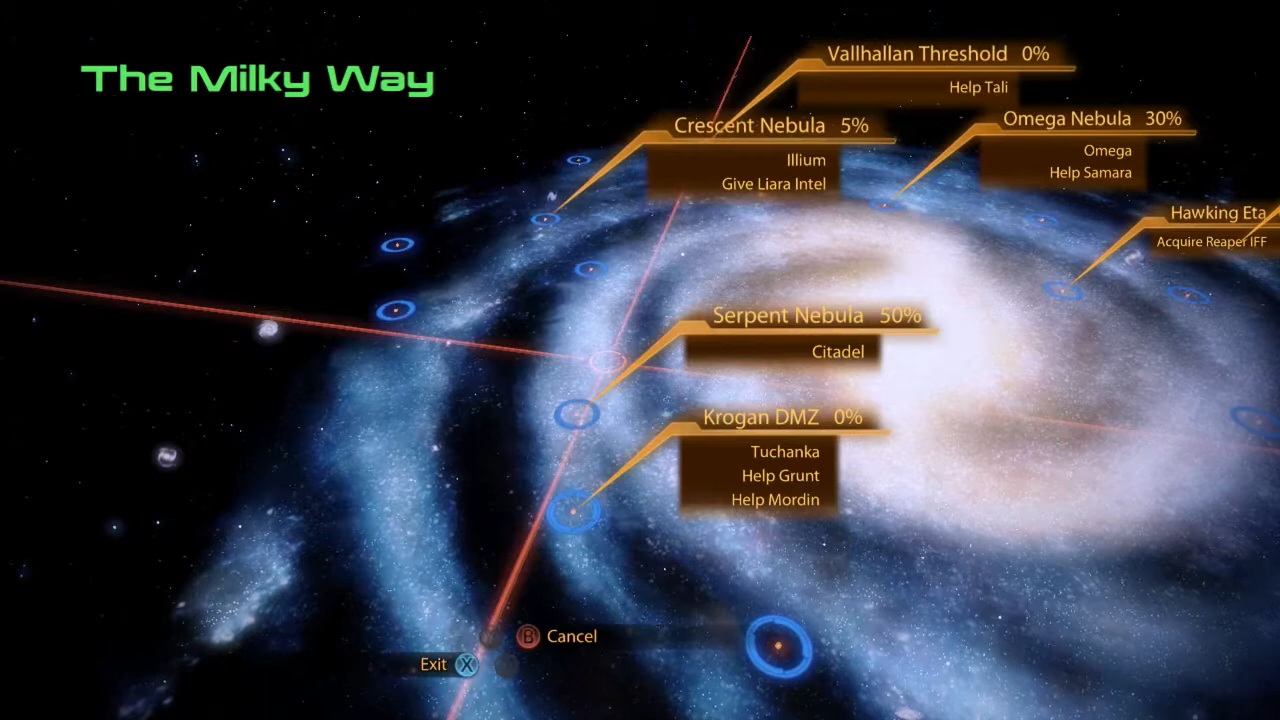 The Milky Way
Vallhallan Threshold 0%
Help Tali
Crescent Nebula 5%
Illium
Give Liara Intel
Omega Nebula 30%
Omega
Help Samara
Hawking Eta
Acquire Reaper IFF
Serpent Nebula 50%
Citadel
Krogan DMZ 0%
Tuchanka
Help Grunt
Help Mordin
B Cancel
Exit X